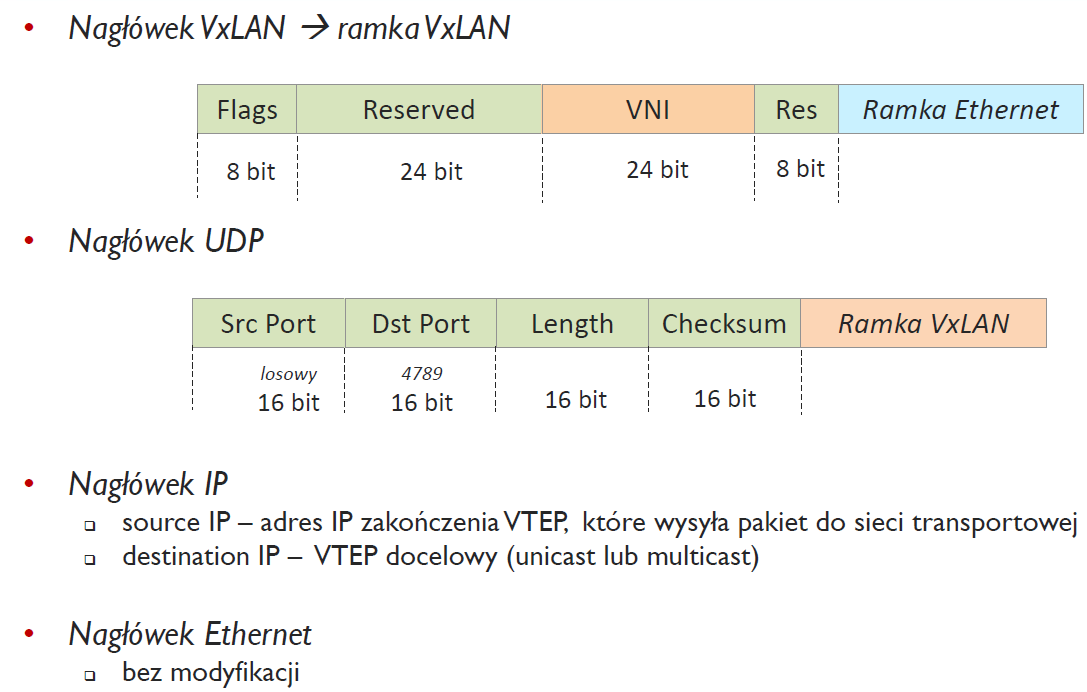 • Nagłówek VxLAN → ramka VxLAN
Flags Reserved VNI Res Ramka Ethernet
8 bit 24 bit 24 bit 8 bit
• Nagłówek UDP
Src Port Dst Port Length Checksum Ramka VxLAN
losowy 4789
16 bit 16 bit 16 bit 16 bit
• Nagłówek IP
❑ source IP – adres IP zakończenia VTEP, które wysyła pakiet do sieci transportowej
❑ destination IP – VTEP docelowy (unicast lub multicast)
• Nagłówek Ethernet
❑ bez modyfikacji